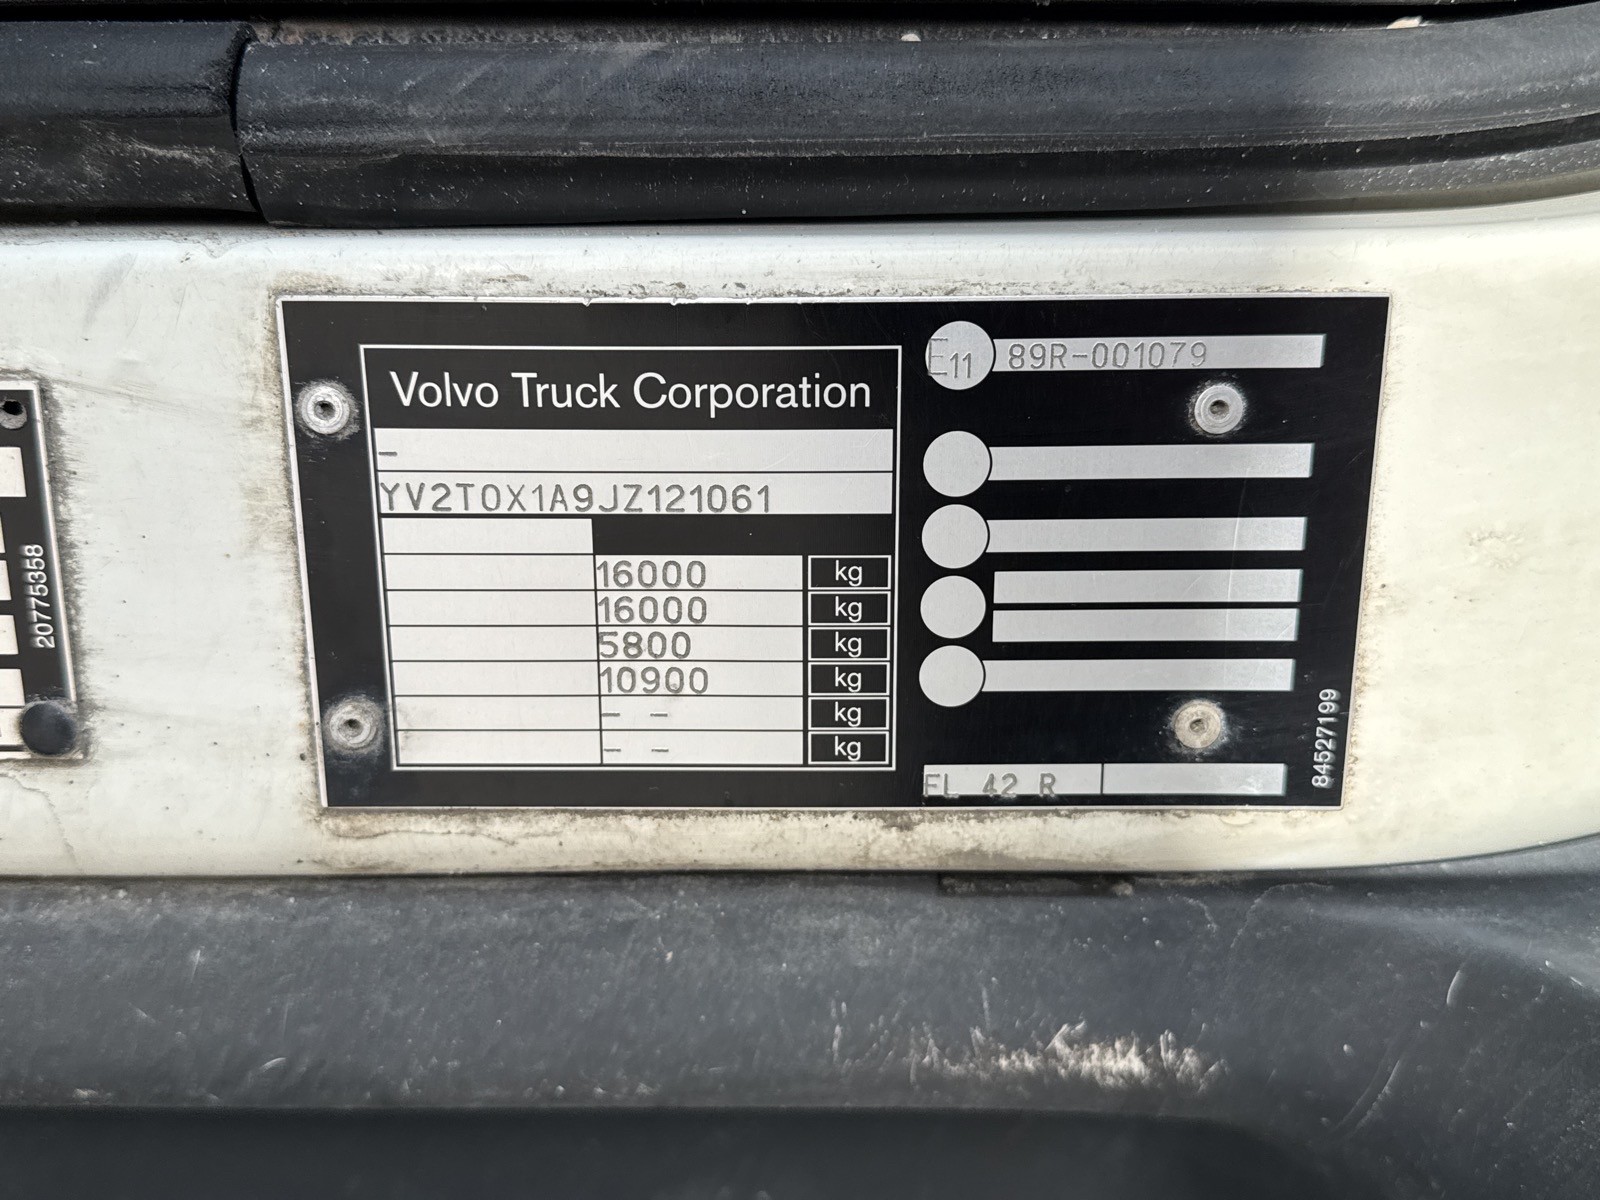 Volvo Truck Corporation
-
YV2T0X1A9JZ121061
16000 kg
16000 kg
5800 kg
10900 kg
- - kg
- - kg
E11 89R-001079
FL 42 R
84527199
20775358